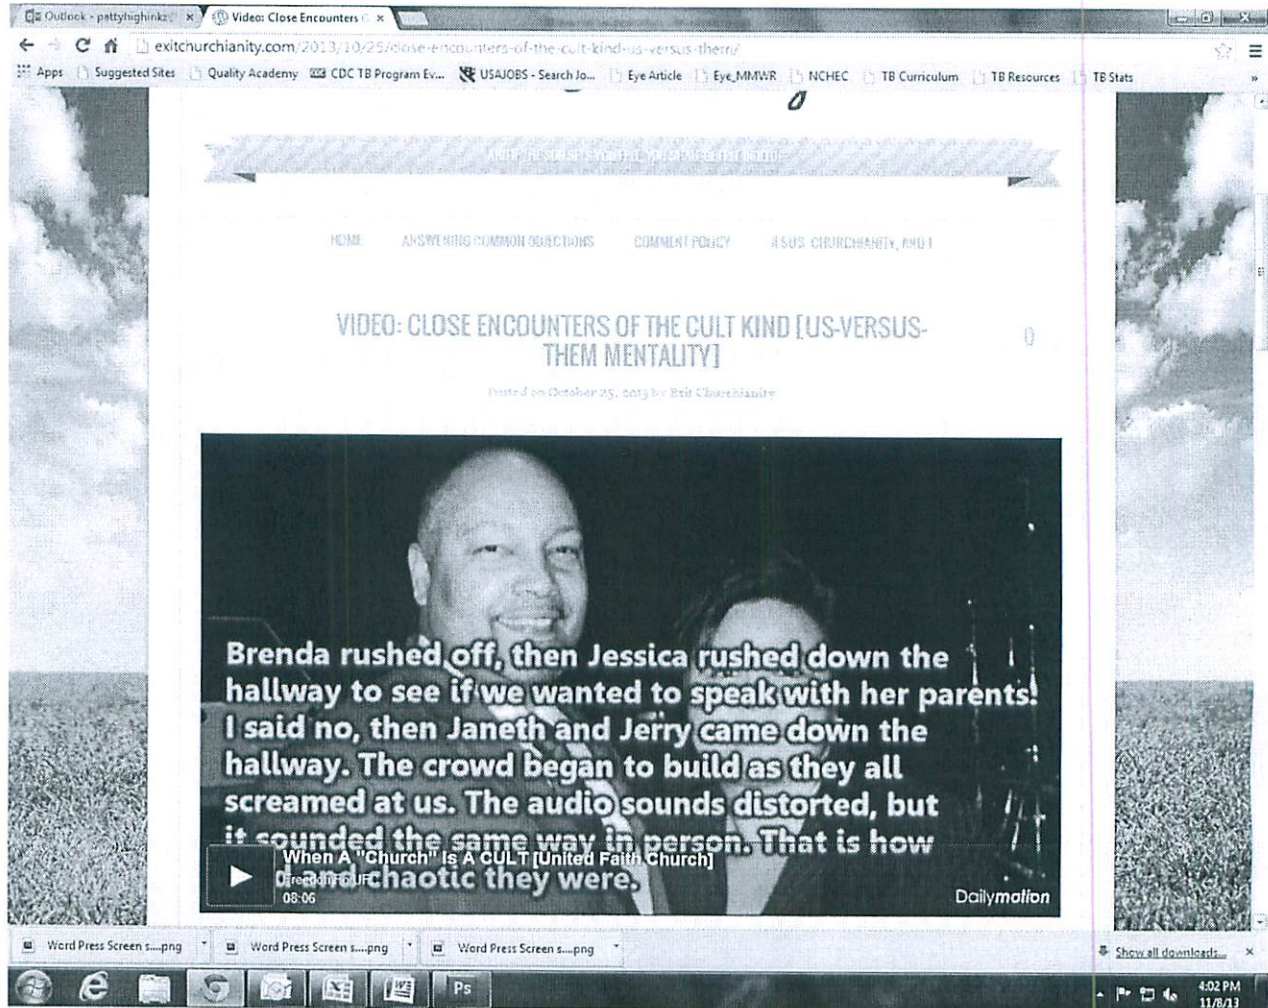 Outlook - pattyhighinkz
Video: Close Encounters
exitchurchianity.com/2013/10/25/close-encounters-of-the-cult-kind-us-versus-them/
Apps Suggested Sites Quality Academy CDC TB Program Ev... USAJOBS - Search Jo... Eye Article Eye_MMWR NCHEC TB Curriculum TB Resources TB Stats »
HOME ANSWERING COMMON OBJECTIONS COMMENT POLICY JESUS, CHURCHIANITY, AND I
VIDEO: CLOSE ENCOUNTERS OF THE CULT KIND [US-VERSUS-
THEM MENTALITY]
0
Posted on October 25, 2013 by Exit Churchianity
Brenda rushed off, then Jessica rushed down the
hallway to see if we wanted to speak with her parents!
I said no, then Janeth and Jerry came down the
hallway. The crowd began to build as they all
screamed at us. The audio sounds distorted, but
it sounded the same way in person. That is how
chaotic they were.
When A "Church" Is A CULT [United Faith Church]
08:06
Dailymotion
Word Press Screen s....png Word Press Screen s....png Word Press Screen s....png Show all downloads...
Ps
4:02 PM
11/8/13